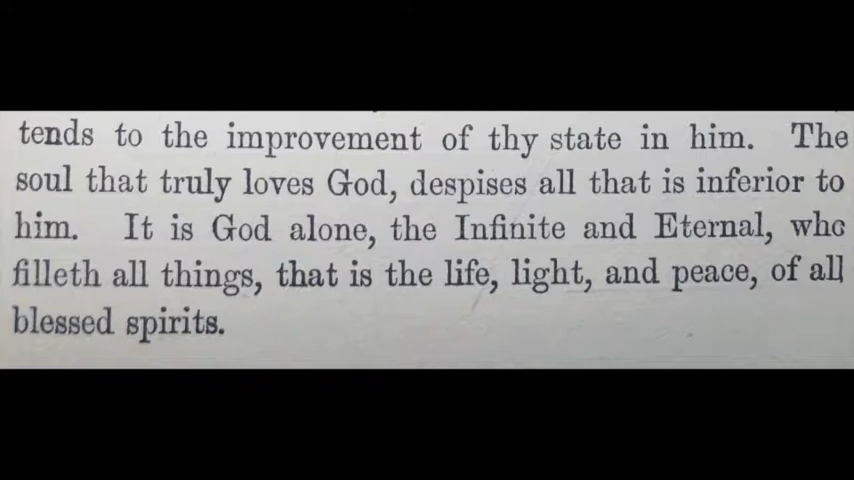 tends to the improvement of thy state in him. The
soul that truly loves God, despises all that is inferior to
him. It is God alone, the Infinite and Eternal, who
filleth all things, that is the life, light, and peace, of all
blessed spirits.